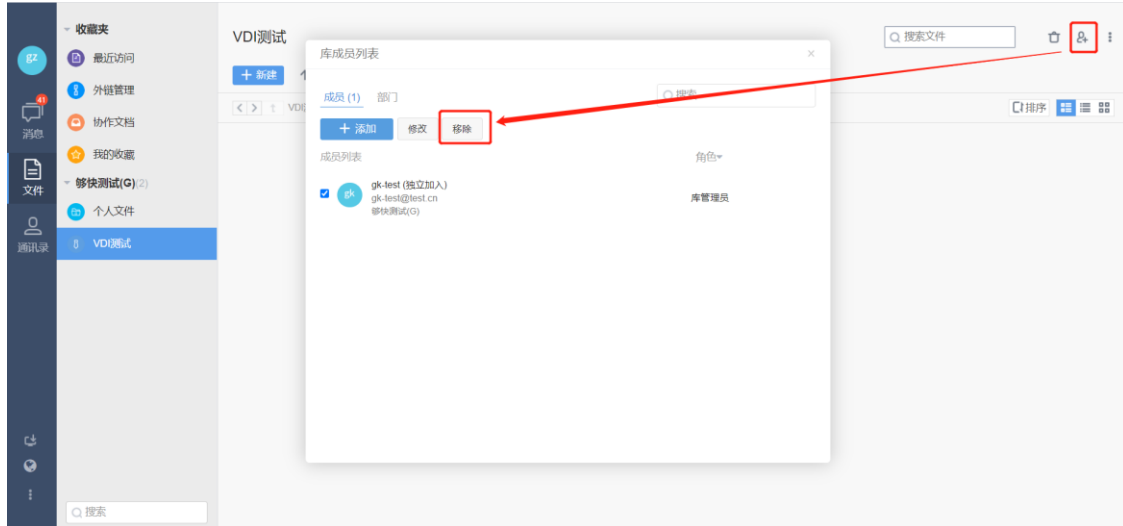 gz
41
消息
文件
通讯录
收藏夹
最近访问
外链管理
协作文档
我的收藏
够快测试(G)(2)
个人文件
VDI测试
搜索
VDI测试
搜索文件
新建
VDI
排序
库成员列表
成员 (1)
部门
搜索
添加
修改
移除
成员列表
角色
gk
gk-test (独立加入)
gk-test@test.cn
够快测试(G)
库管理员